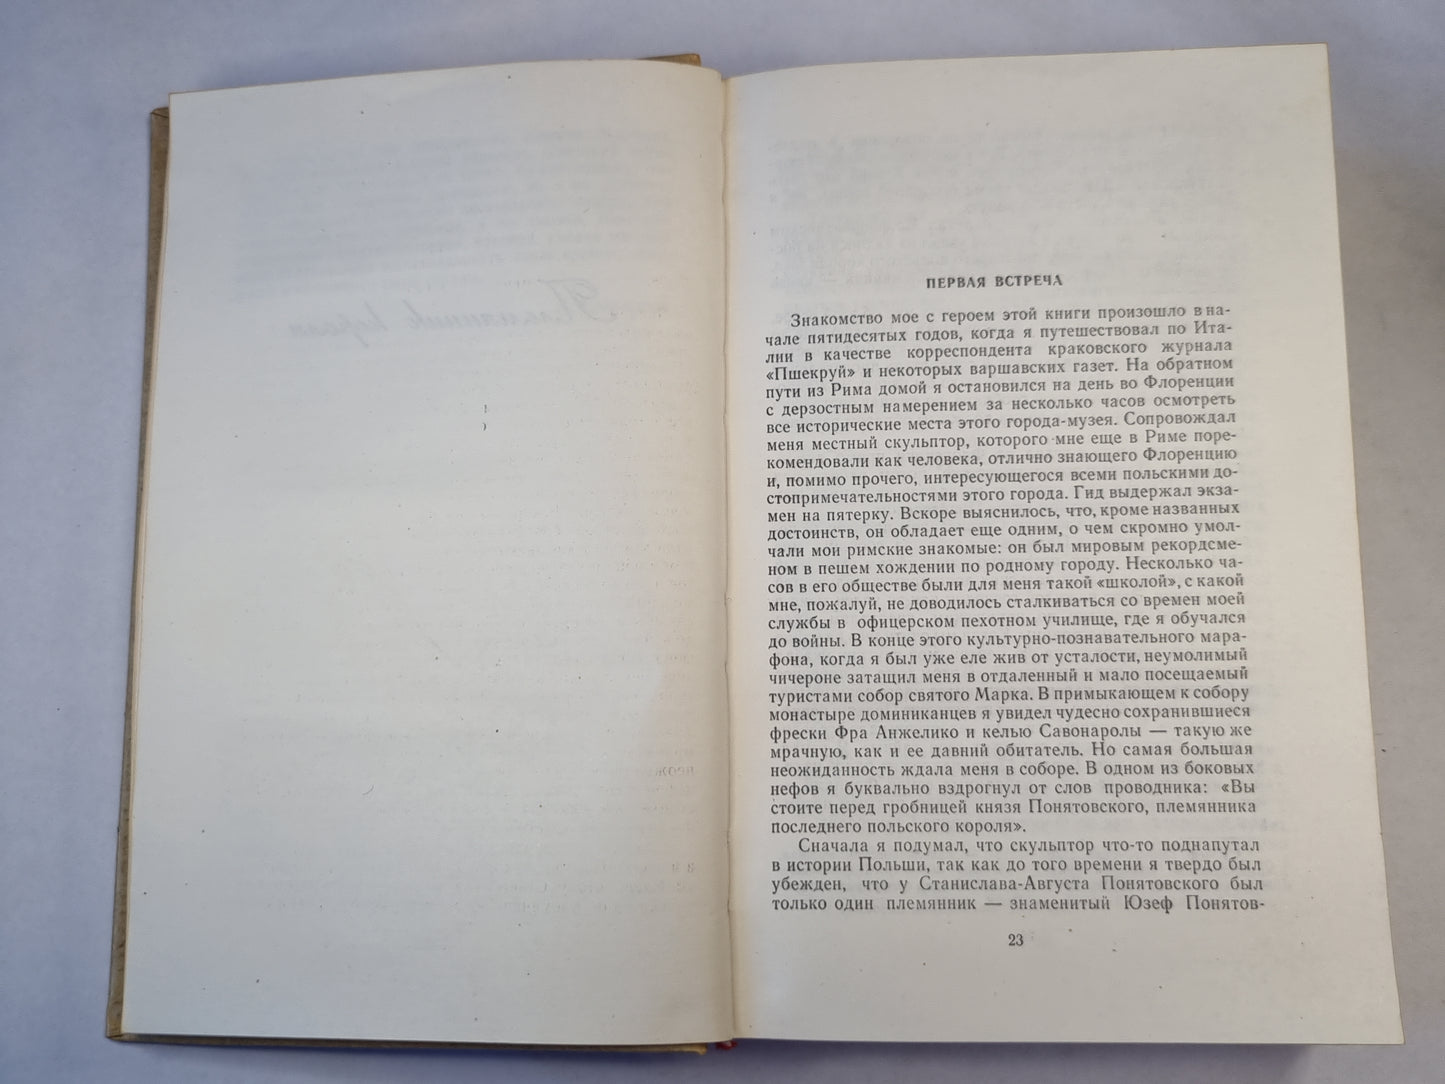 ПЕРВАЯ ВСТРЕЧА
Знакомство мое с героем этой книги произошло в на-
чале пятидесятых годов, когда я путешествовал по Ита-
лии в качестве корреспондента краковского журнала
«Пшекруй» и некоторых варшавских газет. На обратном
пути из Рима домой я остановился на день во Флоренции
с дерзостным намерением за несколько часов осмотреть
все исторические места этого города-музея. Сопровождал
меня местный скульптор, которого мне еще в Риме поре-
комендовали как человека, отлично знающего Флоренцию
и, помимо прочего, интересующегося всеми польскими до-
стопримечательностями этого города. Гид выдержал экза-
мен на пятерку. Вскоре выяснилось, что, кроме названных
достоинств, он обладает еще одним, о чем скромно умол-
чали мои римские знакомые: он был мировым рекордсме-
ном в пешем хождении по родному городу. Несколько ча-
сов в его обществе были для меня такой «школой», с какой
мне, пожалуй, не доводилось сталкиваться со времен моей
службы в офицерском пехотном училище, где я обучался
до войны. В конце этого культурно-познавательного мара-
фона, когда я был уже еле жив от усталости, неумолимый
чичероне затащил меня в отдаленный и мало посещаемый
туристами собор святого Марка. В примыкающем к собору
монастыре доминиканцев я увидел чудесно сохранившиеся
фрески Фра Анжелико и келью Савонаролы — такую же
мрачную, как и ее давний обитатель. Но самая большая
неожиданность ждала меня в соборе. В одном из боковых
нефов я буквально вздрогнул от слов проводника: «Вы
стоите перед гробницей князя Понятовского, племянника
последнего польского короля».
Сначала я подумал, что скульптор что-то поднапутал
в истории Польши, так как до того времени я твердо был
убежден, что у Станислава-Августа Понятовского был
только один племянник — знаменитый Юзеф Понятов-
23